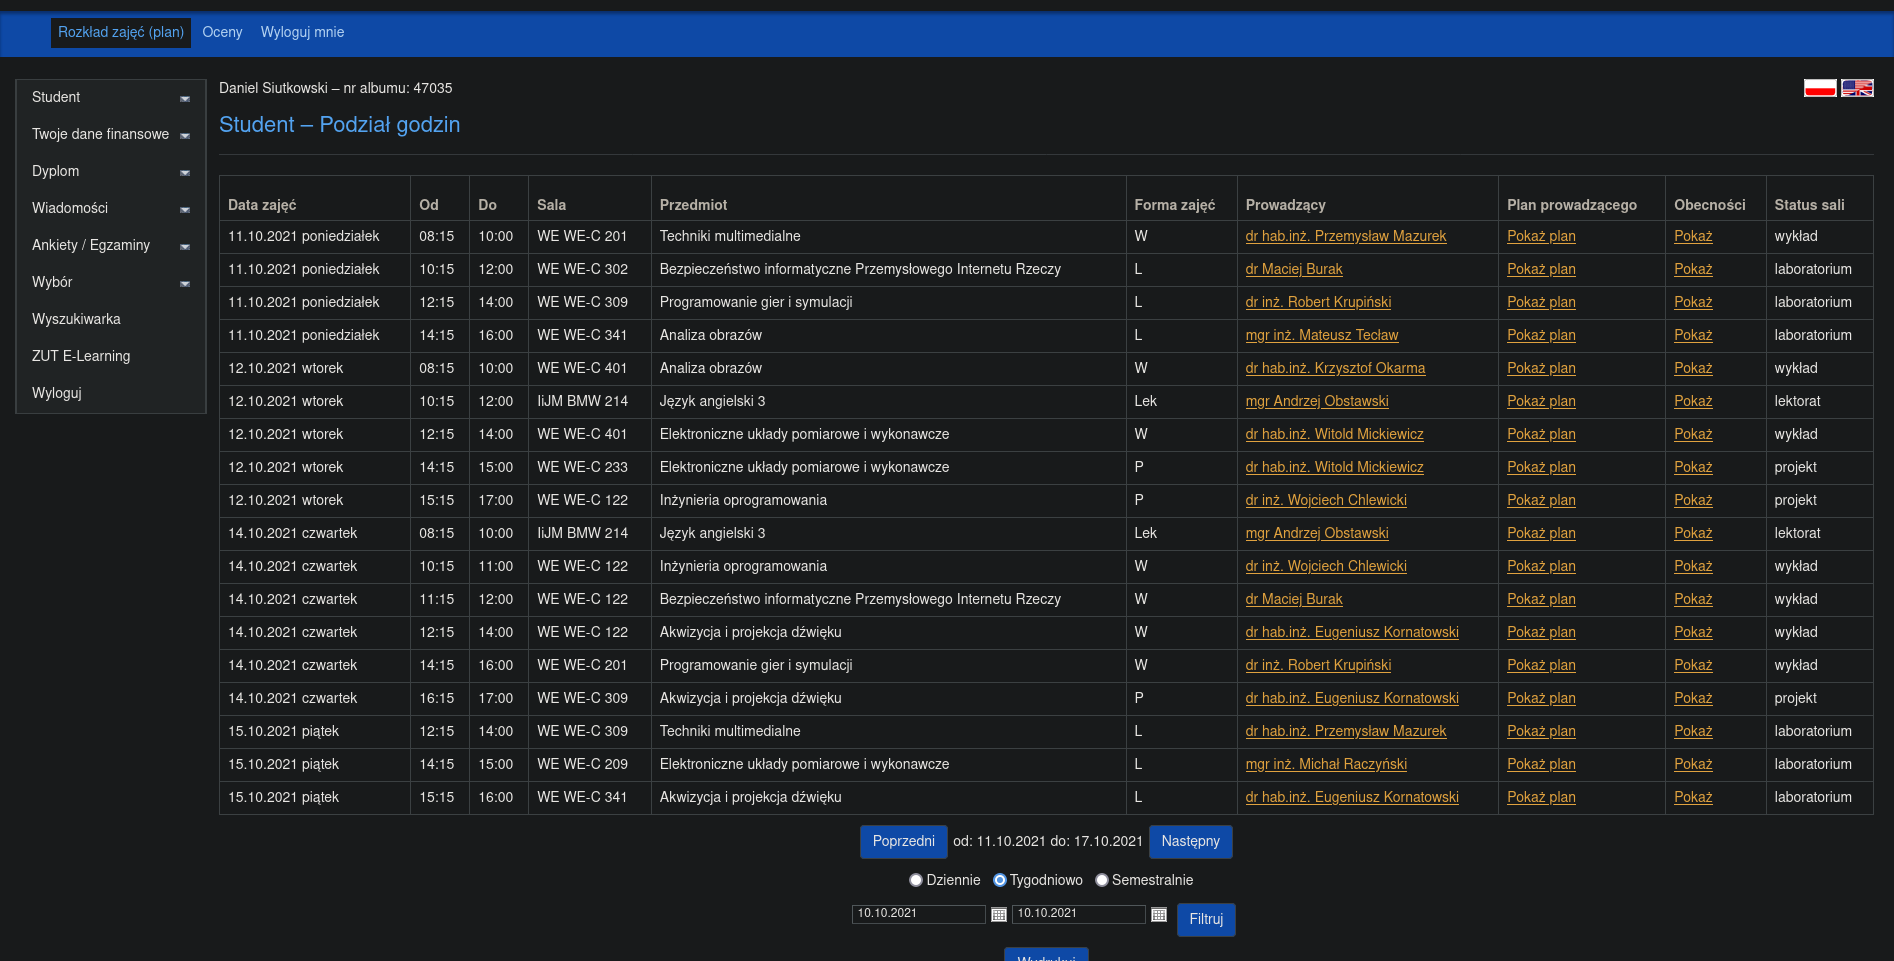 Rozkład zajęć (plan) Oceny Wyloguj mnie
Student
Twoje dane finansowe
Dyplom
Wiadomości
Ankiety / Egzaminy
Wybór
Wyszukiwarka
ZUT E-Learning
Wyloguj
Daniel Siutkowski – nr albumu: 47035
Student – Podział godzin
Data zajęć Od Do Sala Przedmiot Forma zajęć Prowadzący Plan prowadzącego Obecności Status sali
11.10.2021 poniedziałek 08:15 10:00 WE WE-C 201 Techniki multimedialne W dr hab.inż. Przemysław Mazurek Pokaż plan Pokaż wykład
11.10.2021 poniedziałek 10:15 12:00 WE WE-C 302 Bezpieczeństwo informatyczne Przemysłowego Internetu Rzeczy L dr Maciej Burak Pokaż plan Pokaż laboratorium
11.10.2021 poniedziałek 12:15 14:00 WE WE-C 309 Programowanie gier i symulacji L dr inż. Robert Krupiński Pokaż plan Pokaż laboratorium
11.10.2021 poniedziałek 14:15 16:00 WE WE-C 341 Analiza obrazów L mgr inż. Mateusz Tecław Pokaż plan Pokaż laboratorium
12.10.2021 wtorek 08:15 10:00 WE WE-C 401 Analiza obrazów W dr hab.inż. Krzysztof Okarma Pokaż plan Pokaż wykład
12.10.2021 wtorek 10:15 12:00 IiJM BMW 214 Język angielski 3 Lek mgr Andrzej Obstawski Pokaż plan Pokaż lektorat
12.10.2021 wtorek 12:15 14:00 WE WE-C 401 Elektroniczne układy pomiarowe i wykonawcze W dr hab.inż. Witold Mickiewicz Pokaż plan Pokaż wykład
12.10.2021 wtorek 14:15 15:00 WE WE-C 233 Elektroniczne układy pomiarowe i wykonawcze P dr hab.inż. Witold Mickiewicz Pokaż plan Pokaż projekt
12.10.2021 wtorek 15:15 17:00 WE WE-C 122 Inżynieria oprogramowania P dr inż. Wojciech Chlewicki Pokaż plan Pokaż projekt
14.10.2021 czwartek 08:15 10:00 IiJM BMW 214 Język angielski 3 Lek mgr Andrzej Obstawski Pokaż plan Pokaż lektorat
14.10.2021 czwartek 10:15 11:00 WE WE-C 122 Inżynieria oprogramowania W dr inż. Wojciech Chlewicki Pokaż plan Pokaż wykład
14.10.2021 czwartek 11:15 12:00 WE WE-C 122 Bezpieczeństwo informatyczne Przemysłowego Internetu Rzeczy W dr Maciej Burak Pokaż plan Pokaż wykład
14.10.2021 czwartek 12:15 14:00 WE WE-C 122 Akwizycja i projekcja dźwięku W dr hab.inż. Eugeniusz Kornatowski Pokaż plan Pokaż wykład
14.10.2021 czwartek 14:15 16:00 WE WE-C 201 Programowanie gier i symulacji W dr inż. Robert Krupiński Pokaż plan Pokaż wykład
14.10.2021 czwartek 16:15 17:00 WE WE-C 309 Akwizycja i projekcja dźwięku P dr hab.inż. Eugeniusz Kornatowski Pokaż plan Pokaż projekt
15.10.2021 piątek 12:15 14:00 WE WE-C 309 Techniki multimedialne L dr hab.inż. Przemysław Mazurek Pokaż plan Pokaż laboratorium
15.10.2021 piątek 14:15 15:00 WE WE-C 209 Elektroniczne układy pomiarowe i wykonawcze L mgr inż. Michał Raczyński Pokaż plan Pokaż laboratorium
15.10.2021 piątek 15:15 16:00 WE WE-C 341 Akwizycja i projekcja dźwięku L dr hab.inż. Eugeniusz Kornatowski Pokaż plan Pokaż laboratorium
Poprzedni od: 11.10.2021 do: 17.10.2021 Następny
Dziennie Tygodniowo Semestralnie
10.10.2021 10.10.2021 Filtruj
Wydrukuj